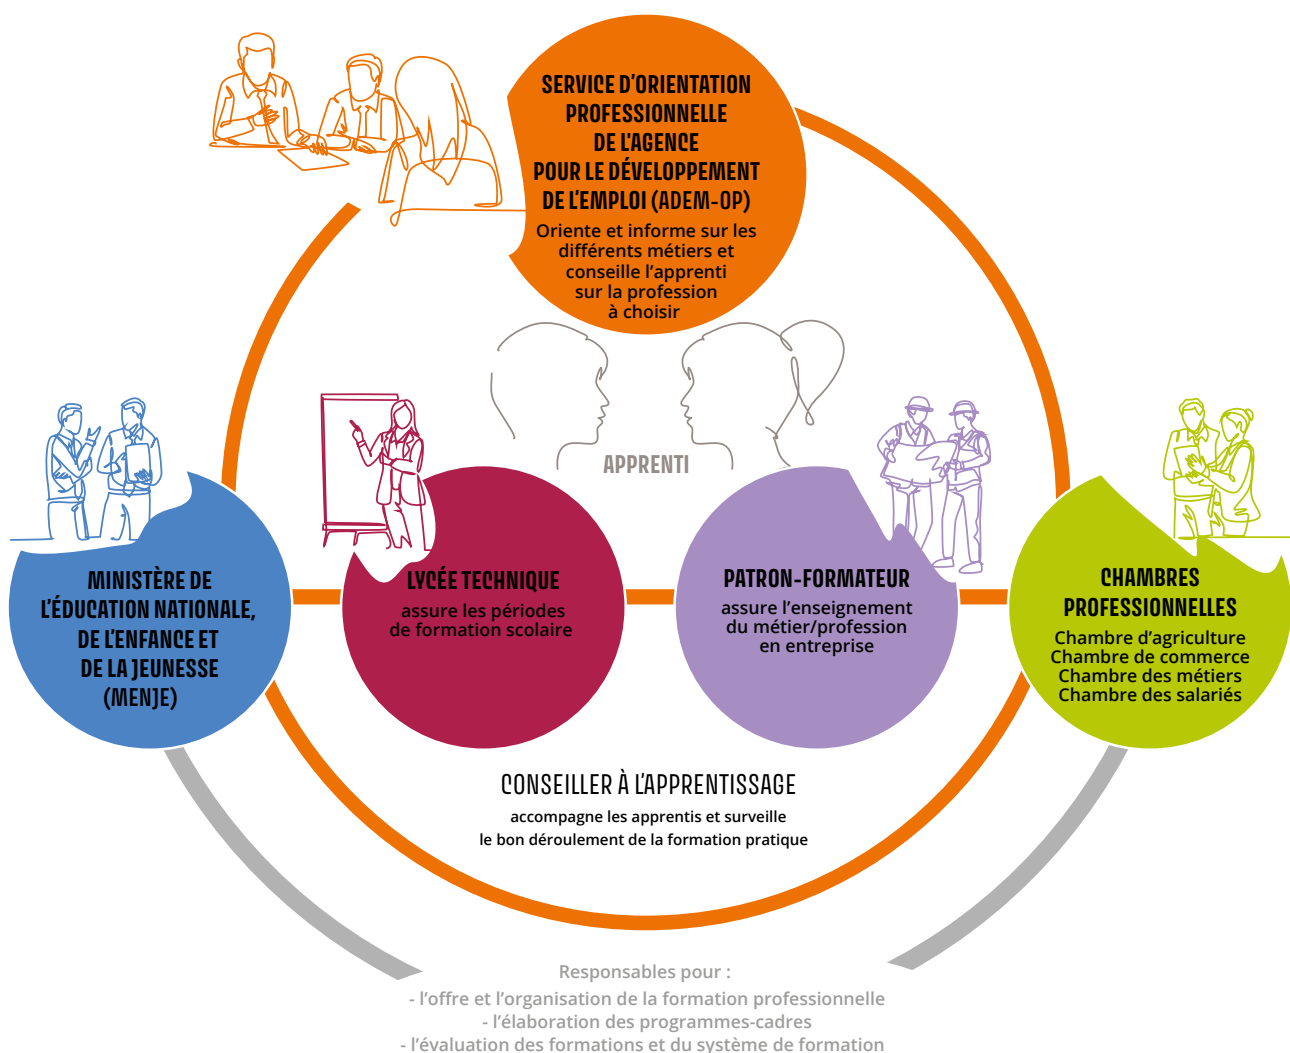 SERVICE D'ORIENTATION
PROFESSIONNELLE
DE L'AGENCE
POUR LE DÉVELOPPEMENT
DE L'EMPLOI (ADEM-OP)
Oriente et informe sur les
différents métiers et
conseille l'apprenti
sur la profession
à choisir
APPRENTI
MINISTÈRE DE
L'ÉDUCATION NATIONALE,
DE L'ENFANCE ET
DE LA JEUNESSE
(MENJE)
LYCÉE TECHNIQUE
assure les périodes
de formation scolaire
PATRON-FORMATEUR
assure l'enseignement
du métier/profession
en entreprise
CHAMBRES
PROFESSIONNELLES
Chambre d'agriculture
Chambre de commerce
Chambre des métiers
Chambre des salariés
CONSEILLER À L'APPRENTISSAGE
accompagne les apprentis et surveille
le bon déroulement de la formation pratique
Responsables pour :
- l'offre et l'organisation de la formation professionnelle
- l'élaboration des programmes-cadres
- l'évaluation des formations et du système de formation